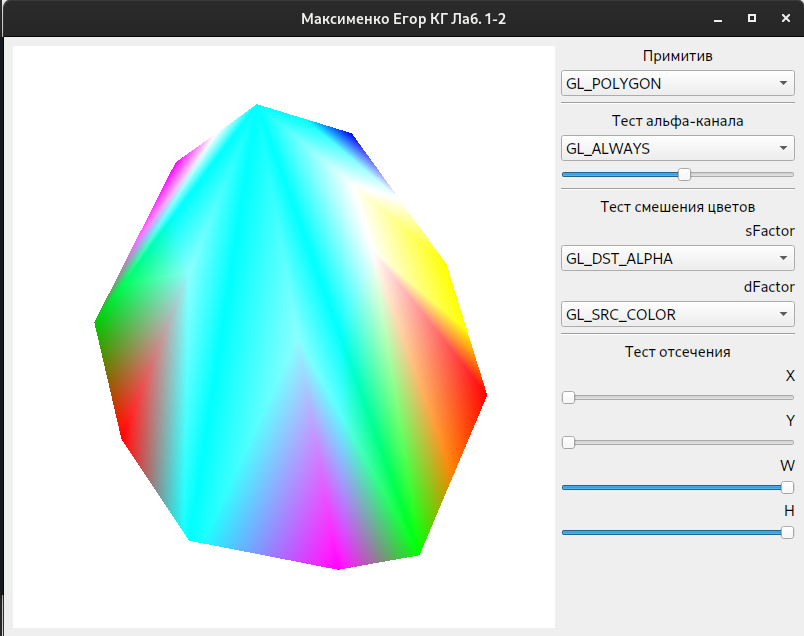 Максименко Егор КГ Лаб. 1-2
Примитив
GL_POLYGON
Тест альфа-канала
GL_ALWAYS
Тест смешения цветов
sFactor
GL_DST_ALPHA
dFactor
GL_SRC_COLOR
Тест отсечения
X
Y
W
H